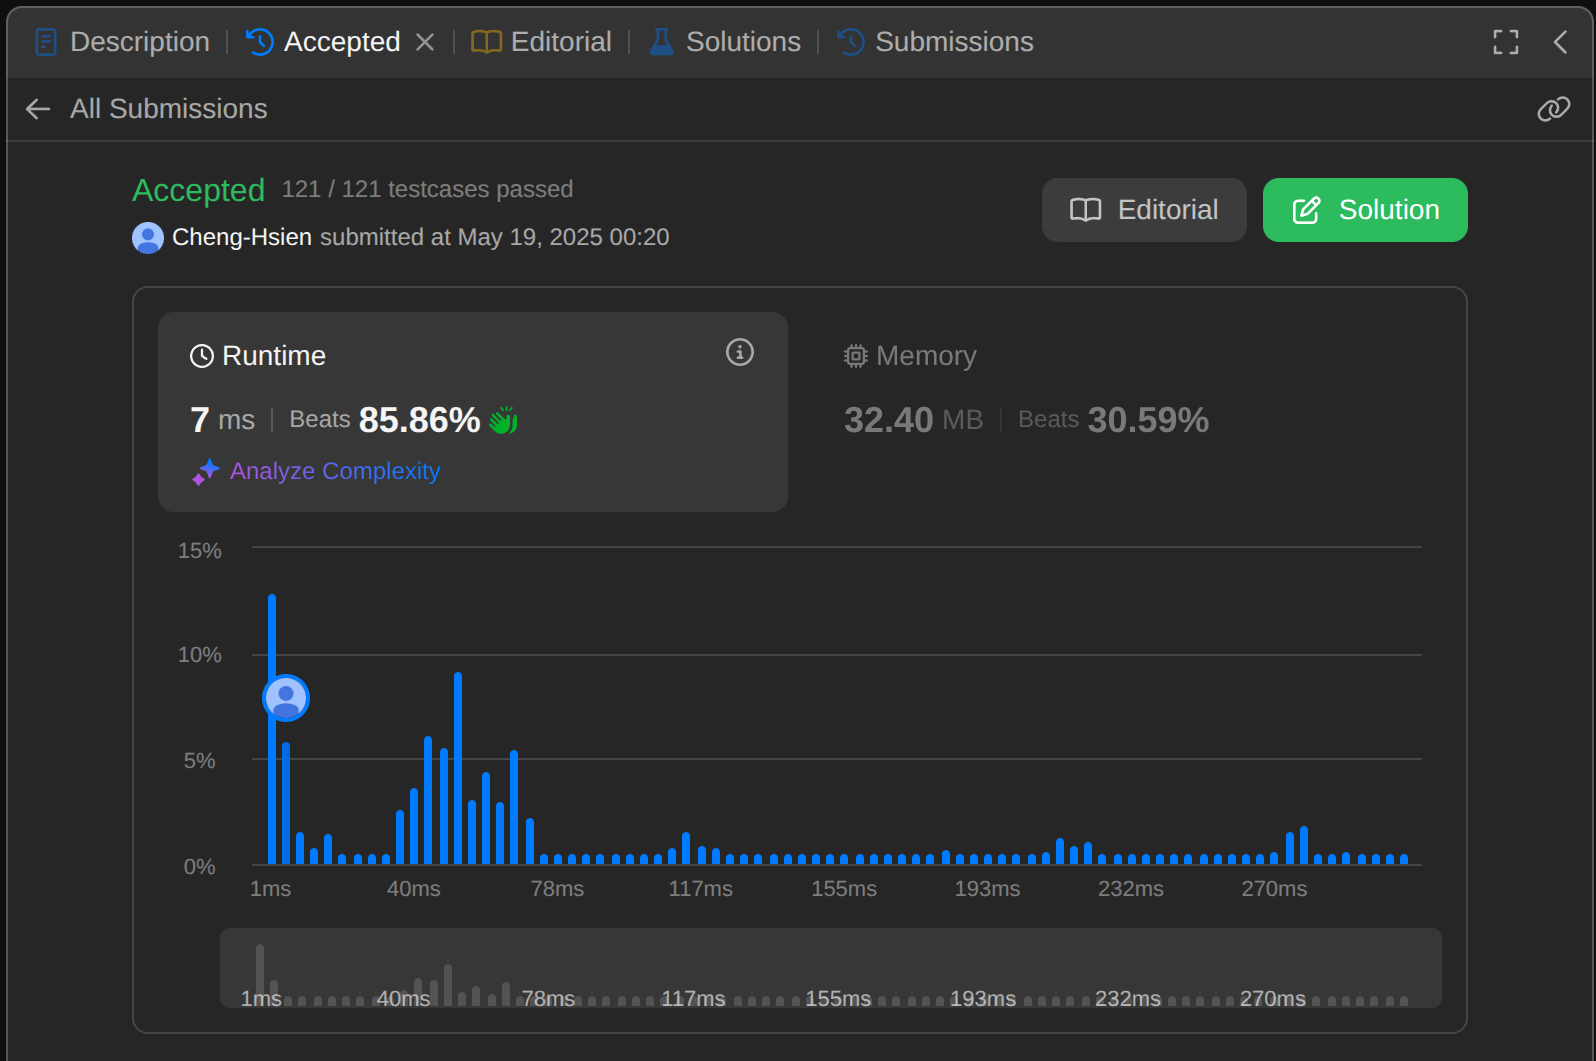 Description Accepted Editorial Solutions Submissions
All Submissions
Accepted 121 / 121 testcases passed
Cheng-Hsien submitted at May 19, 2025 00:20
Editorial Solution
Runtime
7 ms Beats 85.86%
Analyze Complexity
Memory
32.40 MB Beats 30.59%
15%
10%
5%
0%
1ms 40ms 78ms 117ms 155ms 193ms 232ms 270ms
1ms 40ms 78ms 117ms 155ms 193ms 232ms 270ms